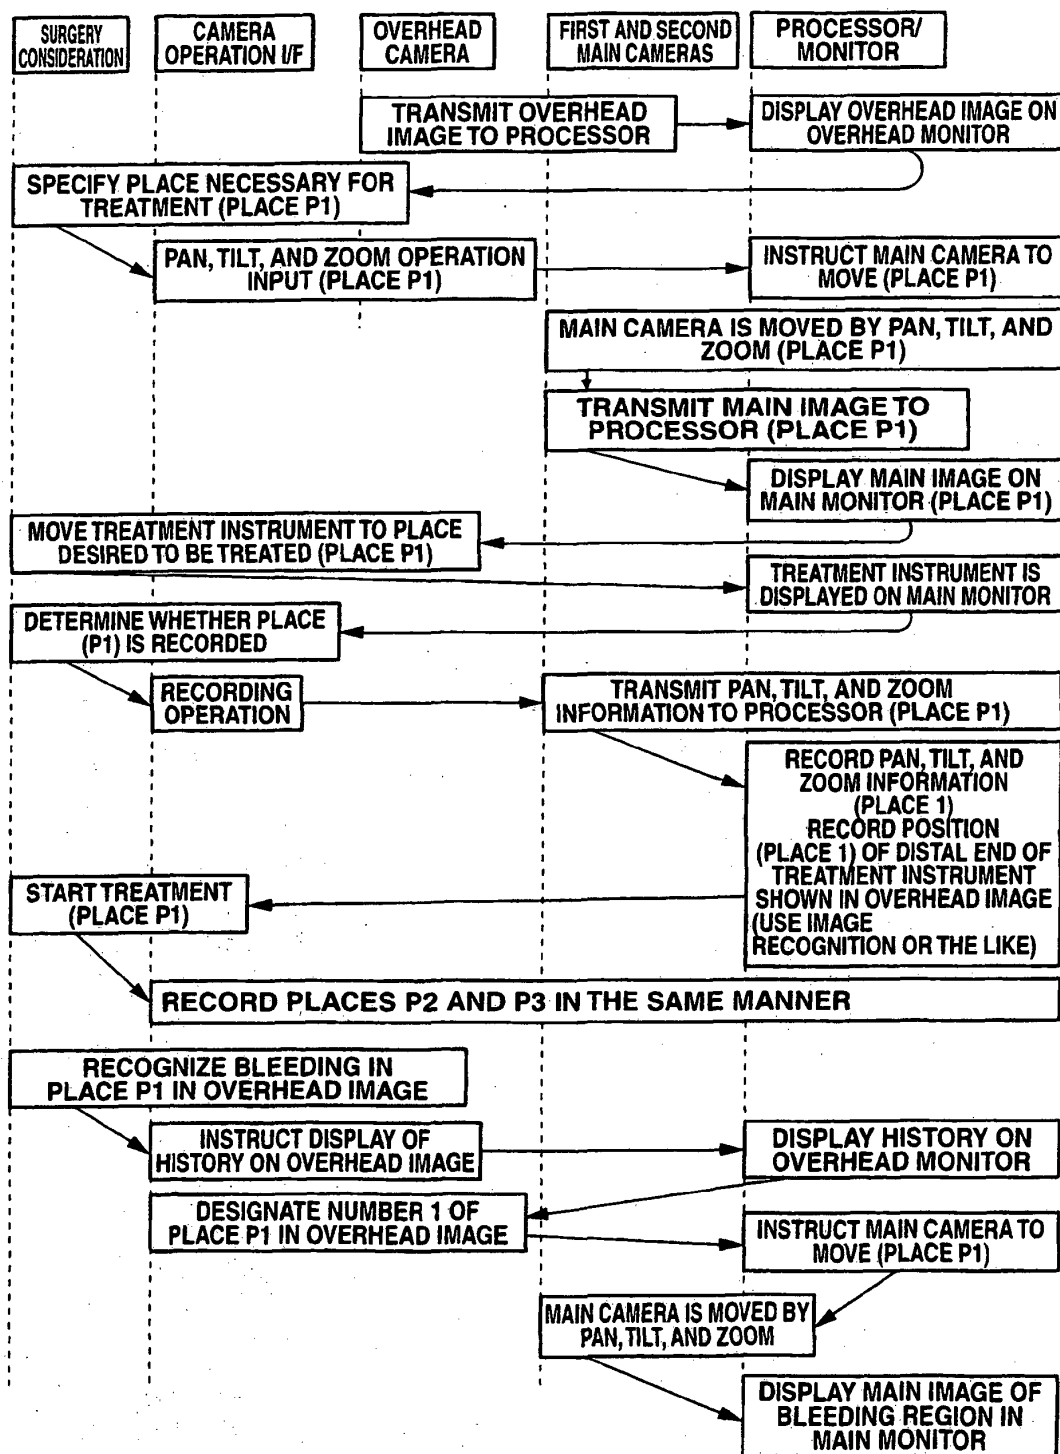 SURGERY
CONSIDERATION
CAMERA
OPERATION I/F
OVERHEAD
CAMERA
FIRST AND SECOND
MAIN CAMERAS
PROCESSOR/
MONITOR
TRANSMIT OVERHEAD
IMAGE TO PROCESSOR
DISPLAY OVERHEAD IMAGE ON
OVERHEAD MONITOR
SPECIFY PLACE NECESSARY FOR
TREATMENT (PLACE P1)
PAN, TILT, AND ZOOM OPERATION
INPUT (PLACE P1)
INSTRUCT MAIN CAMERA TO
MOVE (PLACE P1)
MAIN CAMERA IS MOVED BY PAN, TILT, AND
ZOOM (PLACE P1)
TRANSMIT MAIN IMAGE TO
PROCESSOR (PLACE P1)
DISPLAY MAIN IMAGE ON
MAIN MONITOR (PLACE P1)
MOVE TREATMENT INSTRUMENT TO PLACE
DESIRED TO BE TREATED (PLACE P1)
TREATMENT INSTRUMENT IS
DISPLAYED ON MAIN MONITOR
DETERMINE WHETHER PLACE
(P1) IS RECORDED
RECORDING
OPERATION
TRANSMIT PAN, TILT, AND ZOOM
INFORMATION TO PROCESSOR (PLACE P1)
RECORD PAN, TILT, AND
ZOOM INFORMATION
(PLACE 1)
RECORD POSITION
(PLACE 1) OF DISTAL END OF
TREATMENT INSTRUMENT
SHOWN IN OVERHEAD IMAGE
(USE IMAGE
RECOGNITION OR THE LIKE)
START TREATMENT
(PLACE P1)
RECORD PLACES P2 AND P3 IN THE SAME MANNER
RECOGNIZE BLEEDING IN
PLACE P1 IN OVERHEAD IMAGE
INSTRUCT DISPLAY OF
HISTORY ON OVERHEAD IMAGE
DISPLAY HISTORY ON
OVERHEAD MONITOR
DESIGNATE NUMBER 1 OF
PLACE P1 IN OVERHEAD IMAGE
INSTRUCT MAIN CAMERA TO
MOVE (PLACE P1)
MAIN CAMERA IS MOVED BY
PAN, TILT, AND ZOOM
DISPLAY MAIN IMAGE OF
BLEEDING REGION IN
MAIN MONITOR